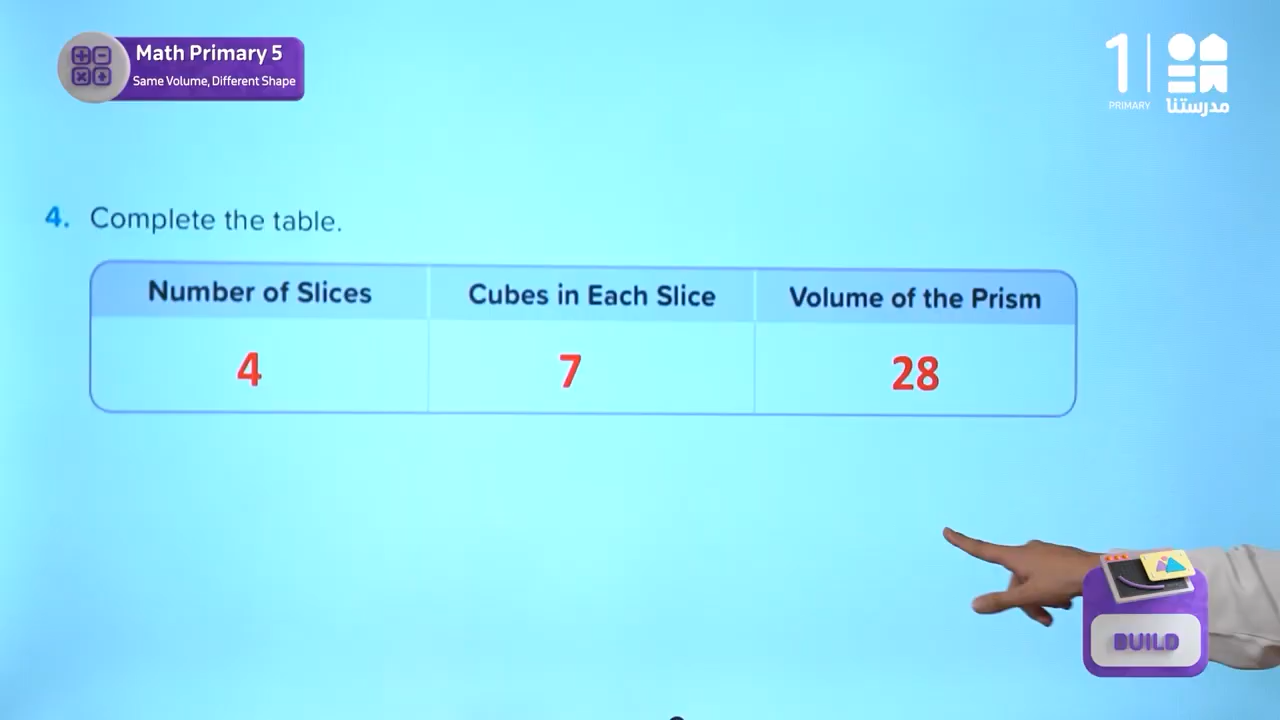 Math Primary 5
Same Volume, Different Shape
1
PRIMARY
مدرستنا
4. Complete the table.
Number of Slices Cubes in Each Slice Volume of the Prism
4 7 28
BUILD